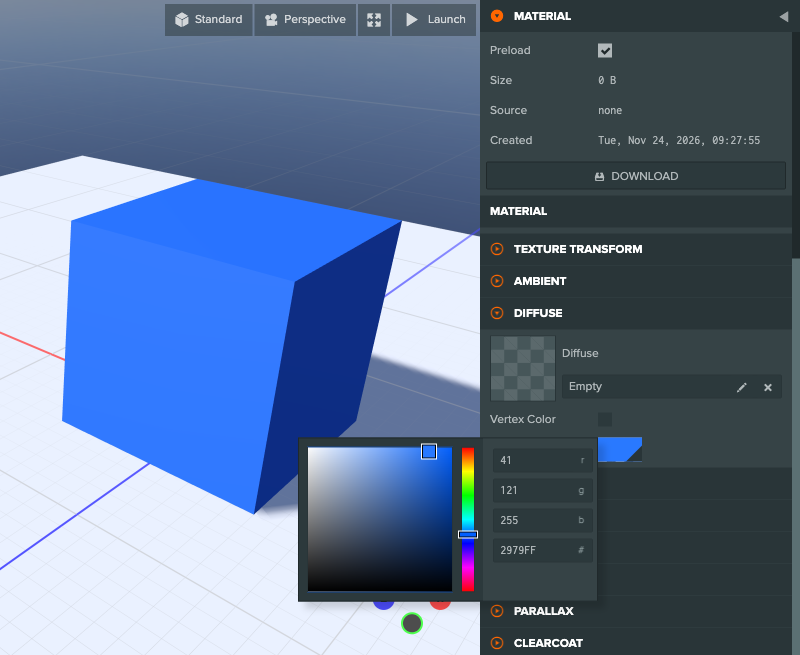 Standard
Perspective
Launch
MATERIAL
Preload
Size
0 B
Source
none
Created
Tue, Nov 24, 2026, 09:27:55
DOWNLOAD
MATERIAL
TEXTURE TRANSFORM
AMBIENT
DIFFUSE
Diffuse
Empty
Vertex Color
41 r
121 g
255 b
2979FF #
PARALLAX
CLEARCOAT